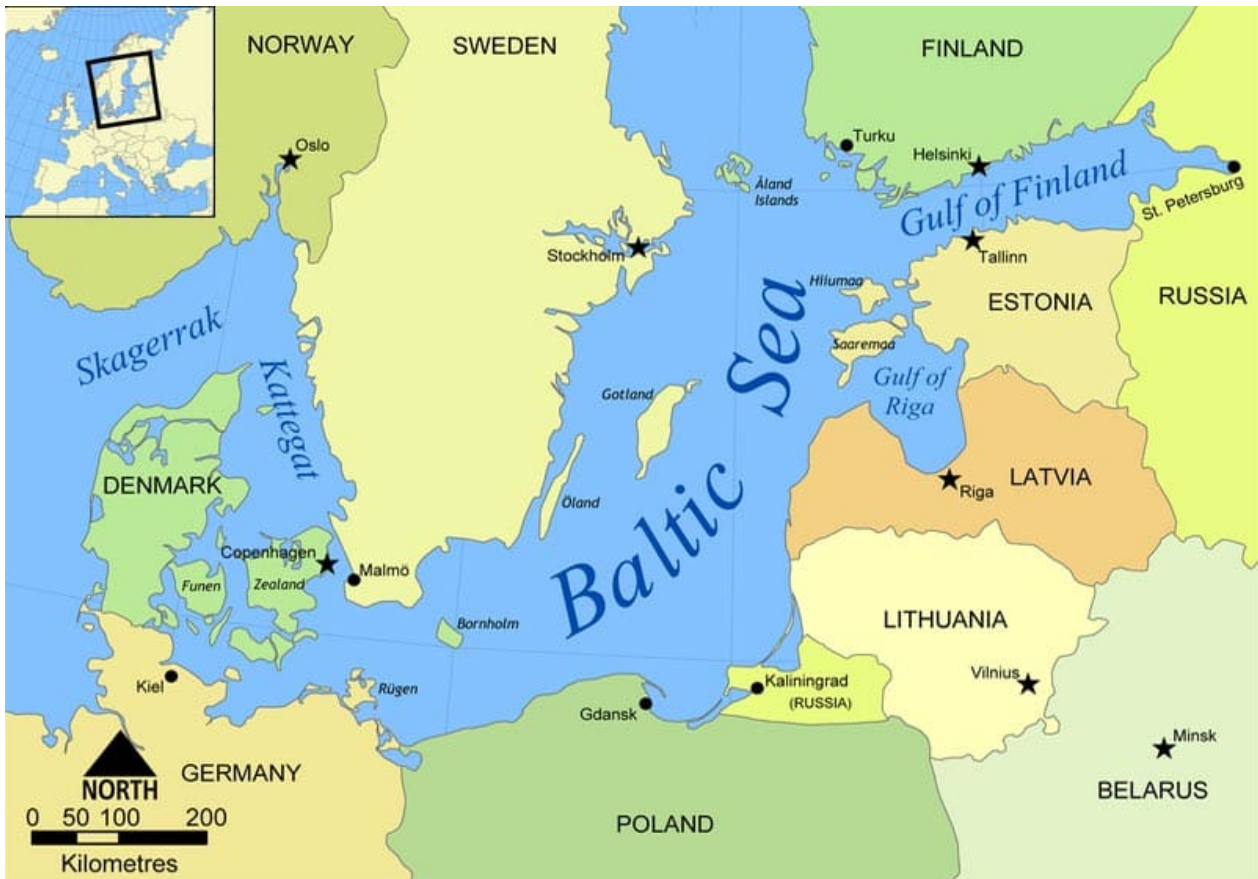 NORWAY
SWEDEN
FINLAND
Oslo
Turku
Helsinki
Åland
Islands
Gulf of Finland
St. Petersburg
Stockholm
Tallinn
Hiiumaa
ESTONIA
RUSSIA
Skagerrak
Kattegat
Saaremaa
Gulf of
Riga
Gotland
Baltic Sea
DENMARK
Öland
Riga
LATVIA
Copenhagen
Malmö
Funen
Zealand
Bornholm
LITHUANIA
Vilnius
Kiel
Rügen
Gdansk
Kaliningrad
(RUSSIA)
Minsk
GERMANY
BELARUS
NORTH
POLAND
0 50 100 200
Kilometres